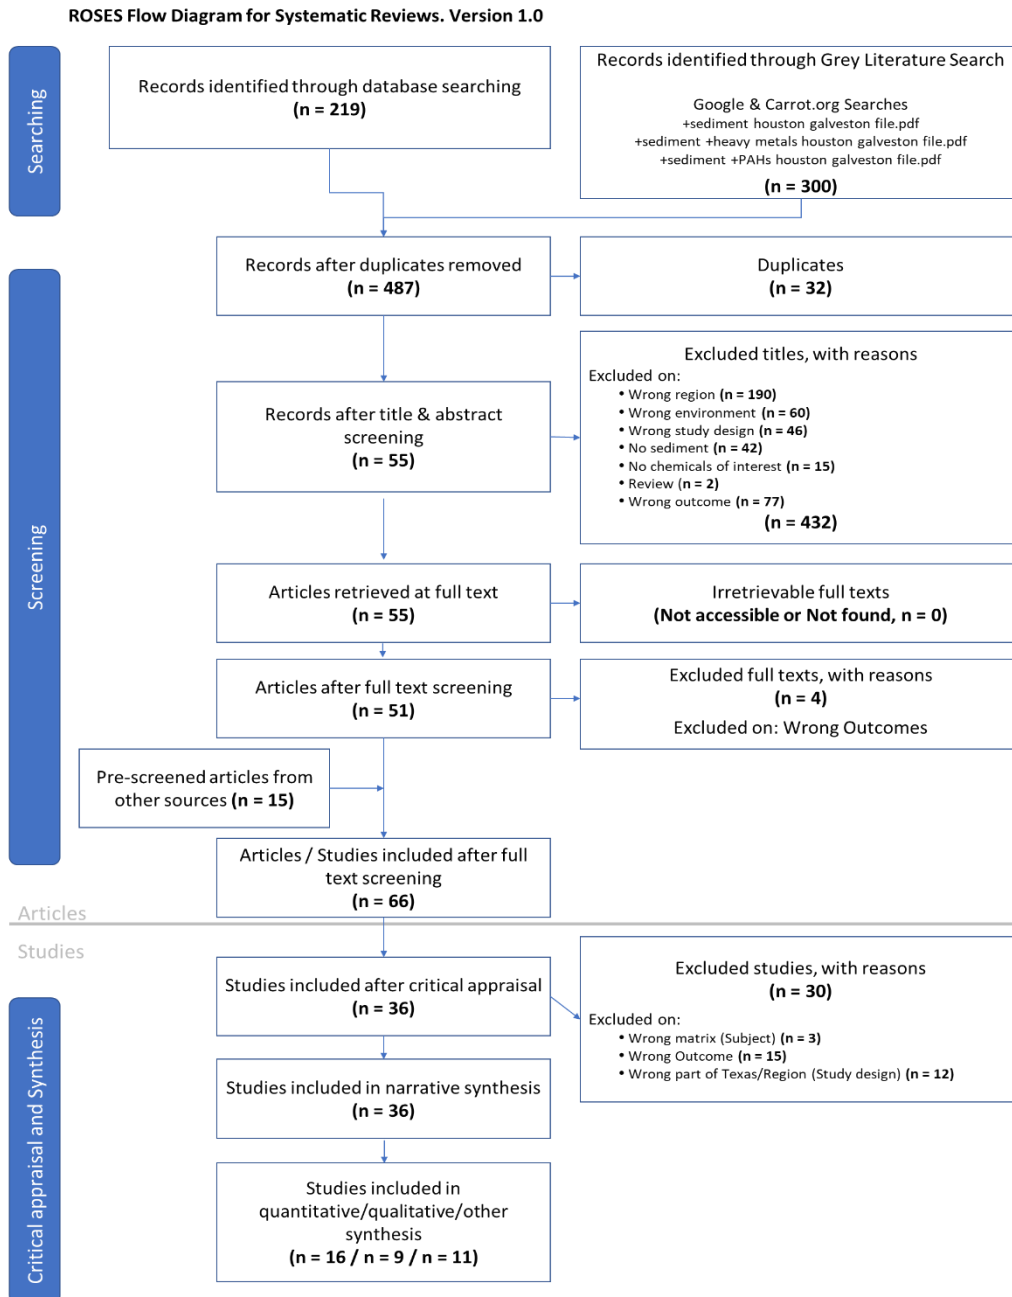 ROSES Flow Diagram for Systematic Reviews. Version 1.0
Searching
Records identified through database searching
(n = 219)
Records identified through Grey Literature Search
Google & Carrot.org Searches
+sediment houston galveston file.pdf
+sediment +heavy metals houston galveston file.pdf
+sediment +PAHs houston galveston file.pdf
(n = 300)
Screening
Records after duplicates removed
(n = 487)
Duplicates
(n = 32)
Records after title & abstract
screening
(n = 55)
Excluded titles, with reasons
Excluded on:
• Wrong region (n = 190)
• Wrong environment (n = 60)
• Wrong study design (n = 46)
• No sediment (n = 42)
• No chemicals of interest (n = 15)
• Review (n = 2)
• Wrong outcome (n = 77)
(n = 432)
Articles retrieved at full text
(n = 55)
Irretrievable full texts
(Not accessible or Not found, n = 0)
Articles after full text screening
(n = 51)
Excluded full texts, with reasons
(n = 4)
Excluded on: Wrong Outcomes
Pre-screened articles from
other sources (n = 15)
Articles / Studies included after full
text screening
(n = 66)
Articles
Studies
Critical appraisal and Synthesis
Studies included after critical appraisal
(n = 36)
Excluded studies, with reasons
(n = 30)
Excluded on:
• Wrong matrix (Subject) (n = 3)
• Wrong Outcome (n = 15)
• Wrong part of Texas/Region (Study design) (n = 12)
Studies included in narrative synthesis
(n = 36)
Studies included in
quantitative/qualitative/other
synthesis
(n = 16 / n = 9 / n = 11)